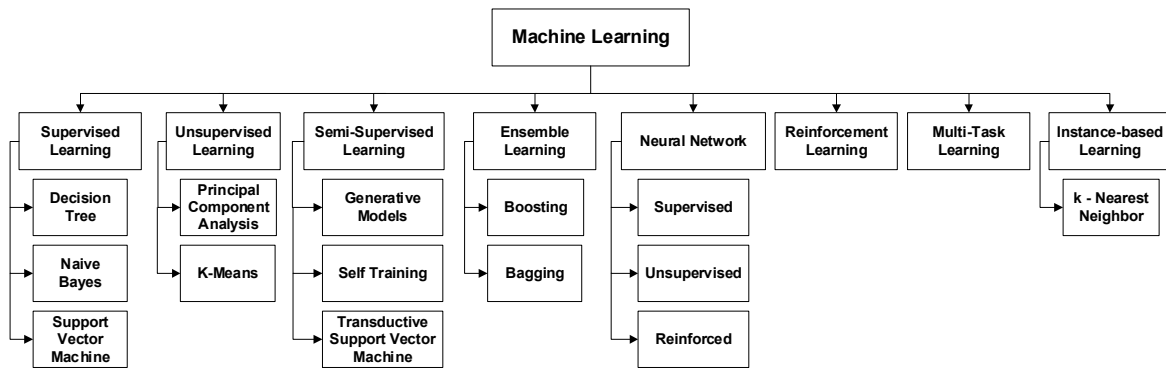 Machine Learning
Supervised
Learning
Unsupervised
Learning
Semi-Supervised
Learning
Ensemble
Learning
Neural Network
Reinforcement
Learning
Multi-Task
Learning
Instance-based
Learning
Decision
Tree
Naive
Bayes
Support
Vector
Machine
Principal
Component
Analysis
K-Means
Generative
Models
Self Training
Transductive
Support Vector
Machine
Boosting
Bagging
Supervised
Unsupervised
Reinforced
k - Nearest
Neighbor